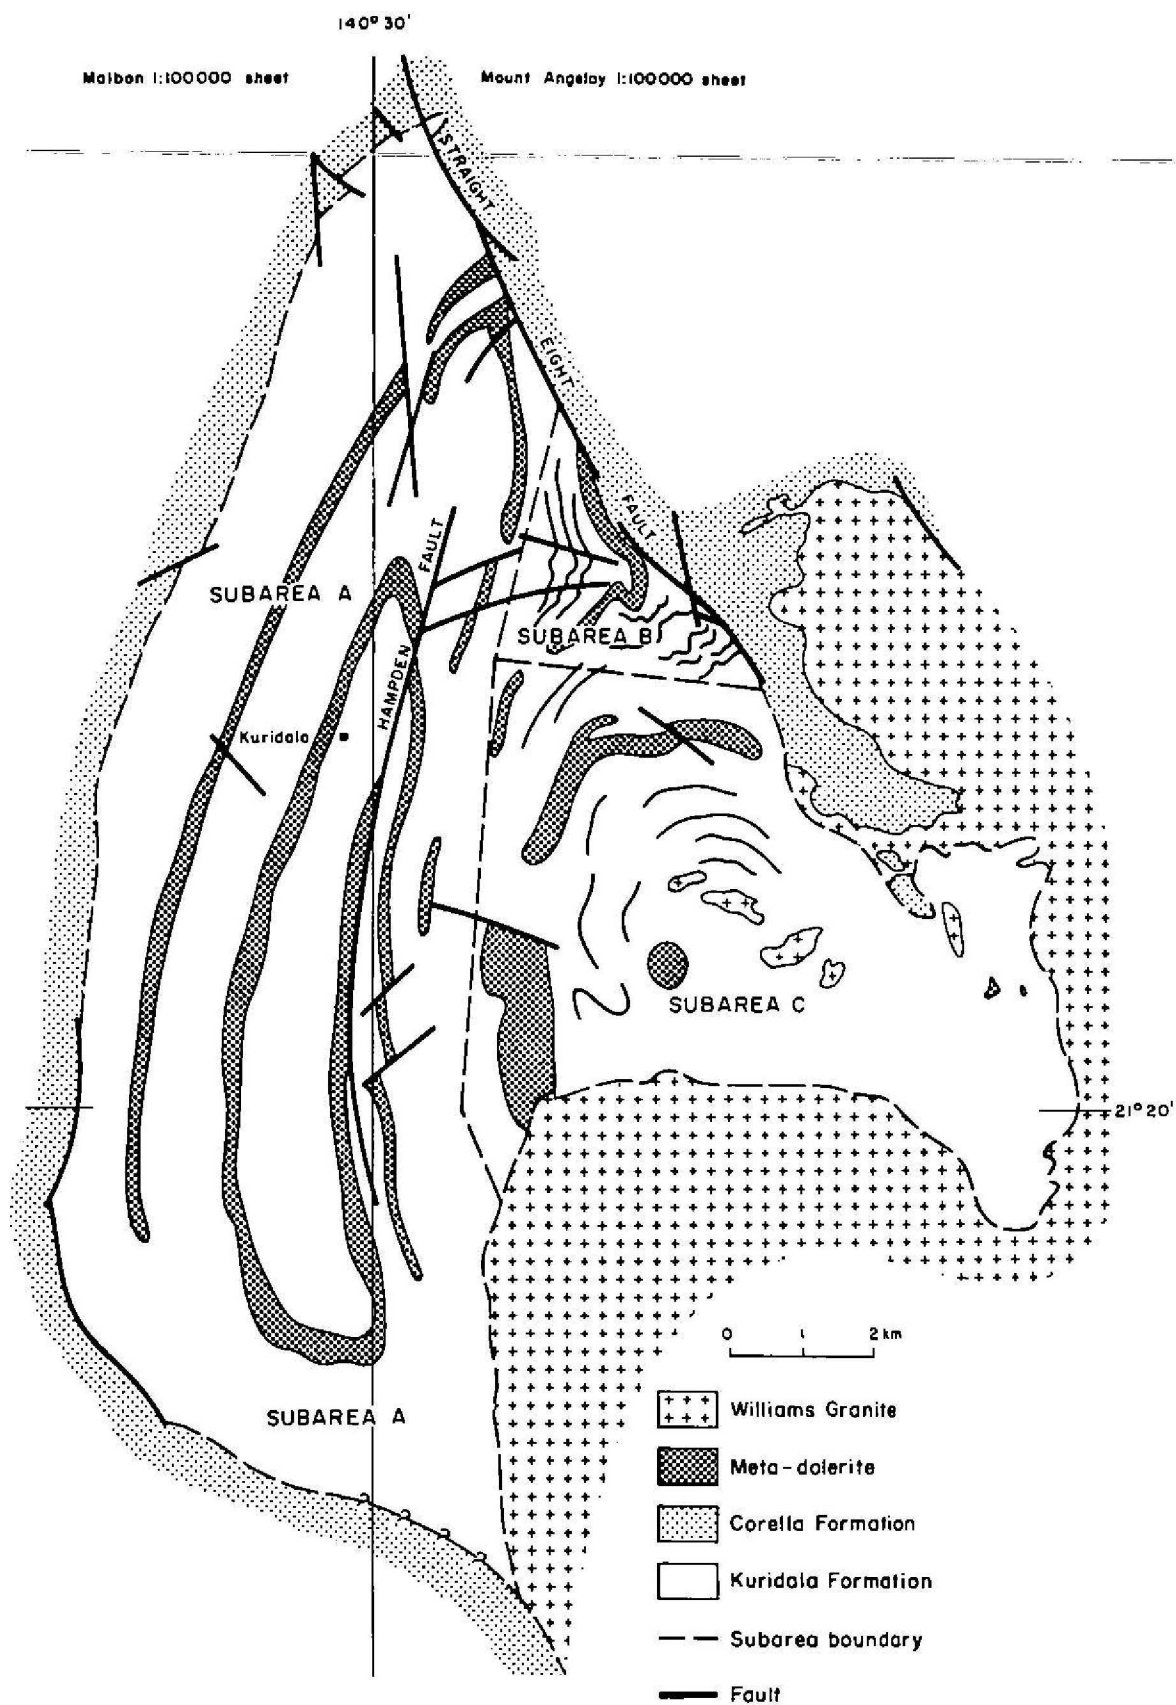 140° 30'
Malbon 1:100000 sheet
Mount Angelay 1:100000 sheet
STRAIGHT
EIGHT
FAULT
FAULT
SUBAREA A
SUBAREA B
HAMPDEN
Kuridala
SUBAREA C
21° 20'
0 1 2 km
Williams Granite
SUBAREA A
Meta-dolerite
Corella Formation
? ? ? ?
Kuridala Formation
Subarea boundary
Fault